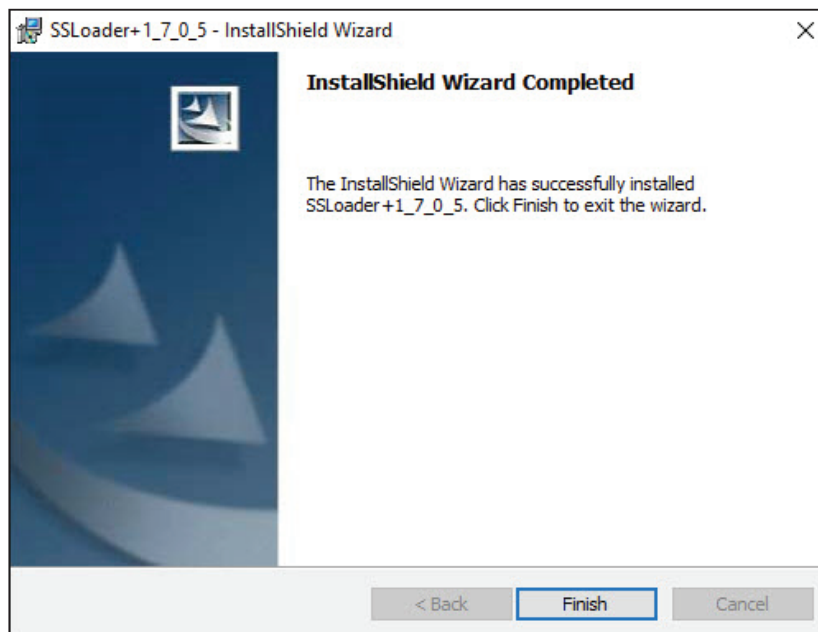 SSLoader+1_7_0_5 - InstallShield Wizard
InstallShield Wizard Completed
The InstallShield Wizard has successfully installed
SSLoader+1_7_0_5. Click Finish to exit the wizard.
< Back
Finish
Cancel